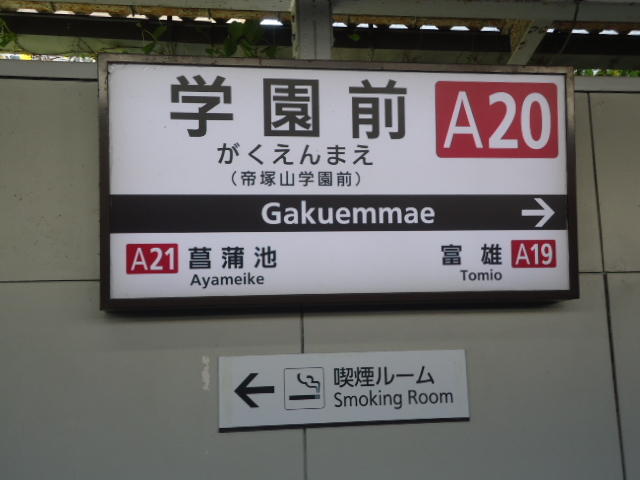 学園前 A20
がくえんまえ
(帝塚山学園前)
Gakuemmae
A21 菖蒲池 富雄 A19
Ayameike Tomio
喫煙ルーム
Smoking Room